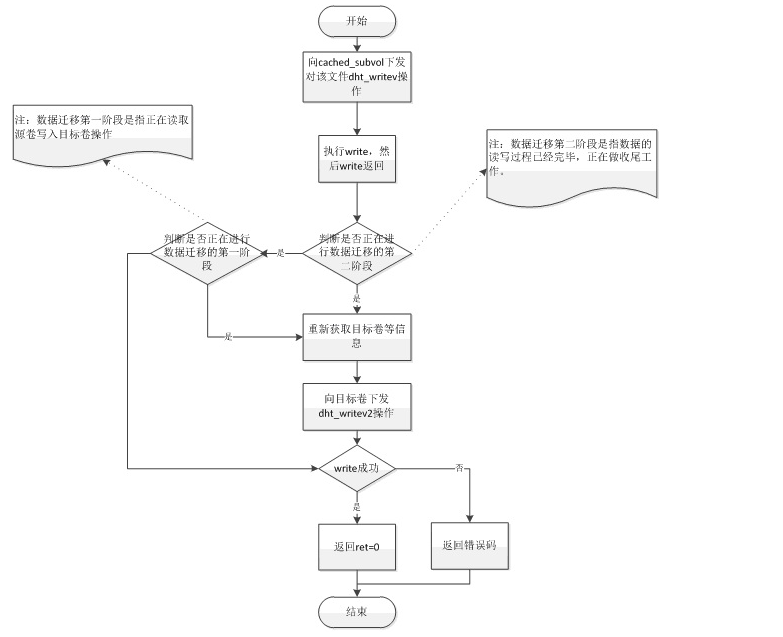 开始
向cached_subvol下发
对该文件dht_writev操
作
注：数据迁移第一阶段是指正在读取
源卷写入目标卷操作
执行write，然
后write返回
注：数据迁移第二阶段是指数据的
读写过程已经完毕，正在做收尾工
作。
判断是否正在进行
数据迁移的第一阶
段
是
判断是否正在进
行数据迁移的第
二阶段
是
是
重新获取目标卷等信
息
向目标卷下发
dht_writev2操作
write成功
否
是
返回ret=0
返回错误码
结束